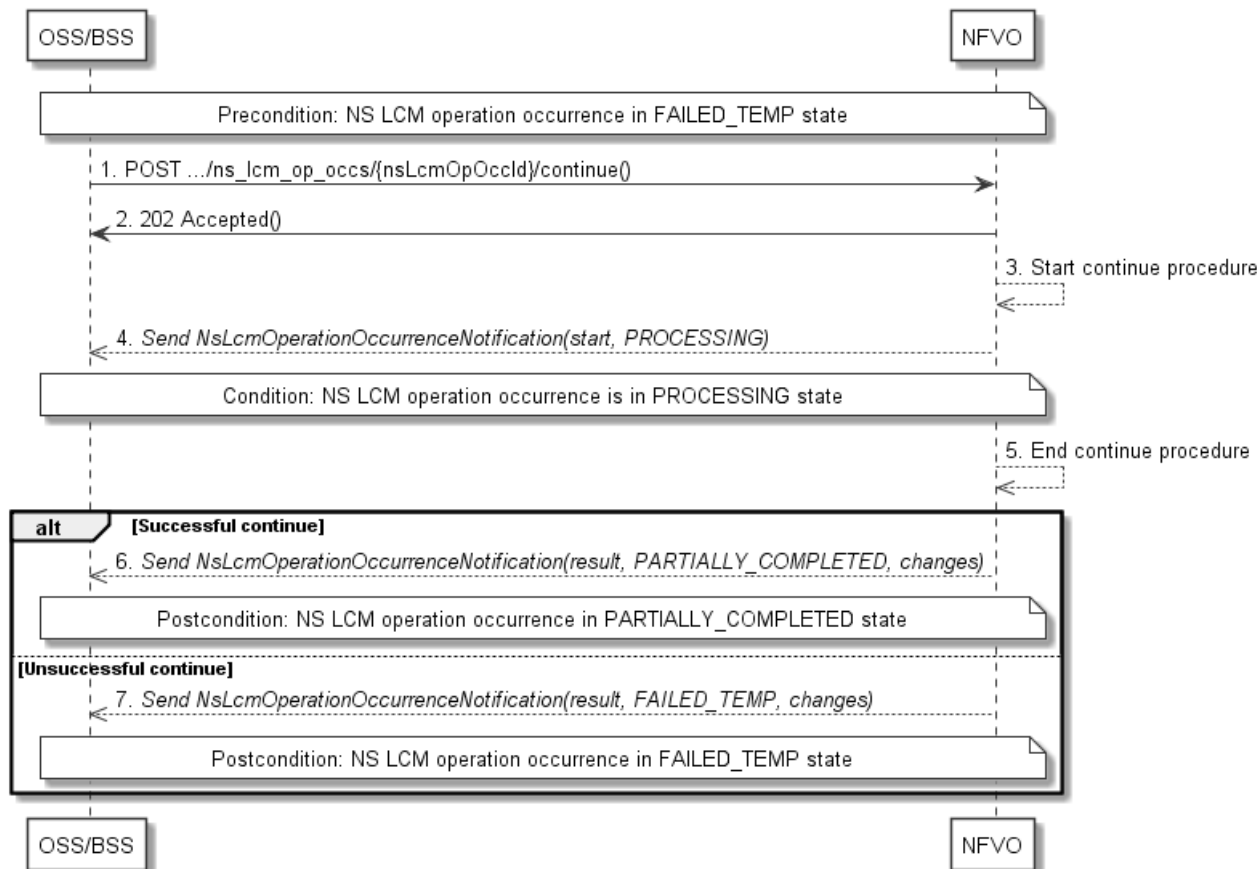 OSS/BSS
NFVO
Precondition: NS LCM operation occurrence in FAILED_TEMP state
1. POST .../ns_lcm_op_occs/{nsLcmOpOccId}/continue()
2. 202 Accepted()
3. Start continue procedure
4. Send NsLcmOperationOccurrenceNotification(start, PROCESSING)
Condition: NS LCM operation occurrence is in PROCESSING state
5. End continue procedure
alt [Successful continue]
6. Send NsLcmOperationOccurrenceNotification(result, PARTIALLY_COMPLETED, changes)
Postcondition: NS LCM operation occurrence in PARTIALLY_COMPLETED state
[Unsuccessful continue]
7. Send NsLcmOperationOccurrenceNotification(result, FAILED_TEMP, changes)
Postcondition: NS LCM operation occurrence in FAILED_TEMP state
OSS/BSS
NFVO